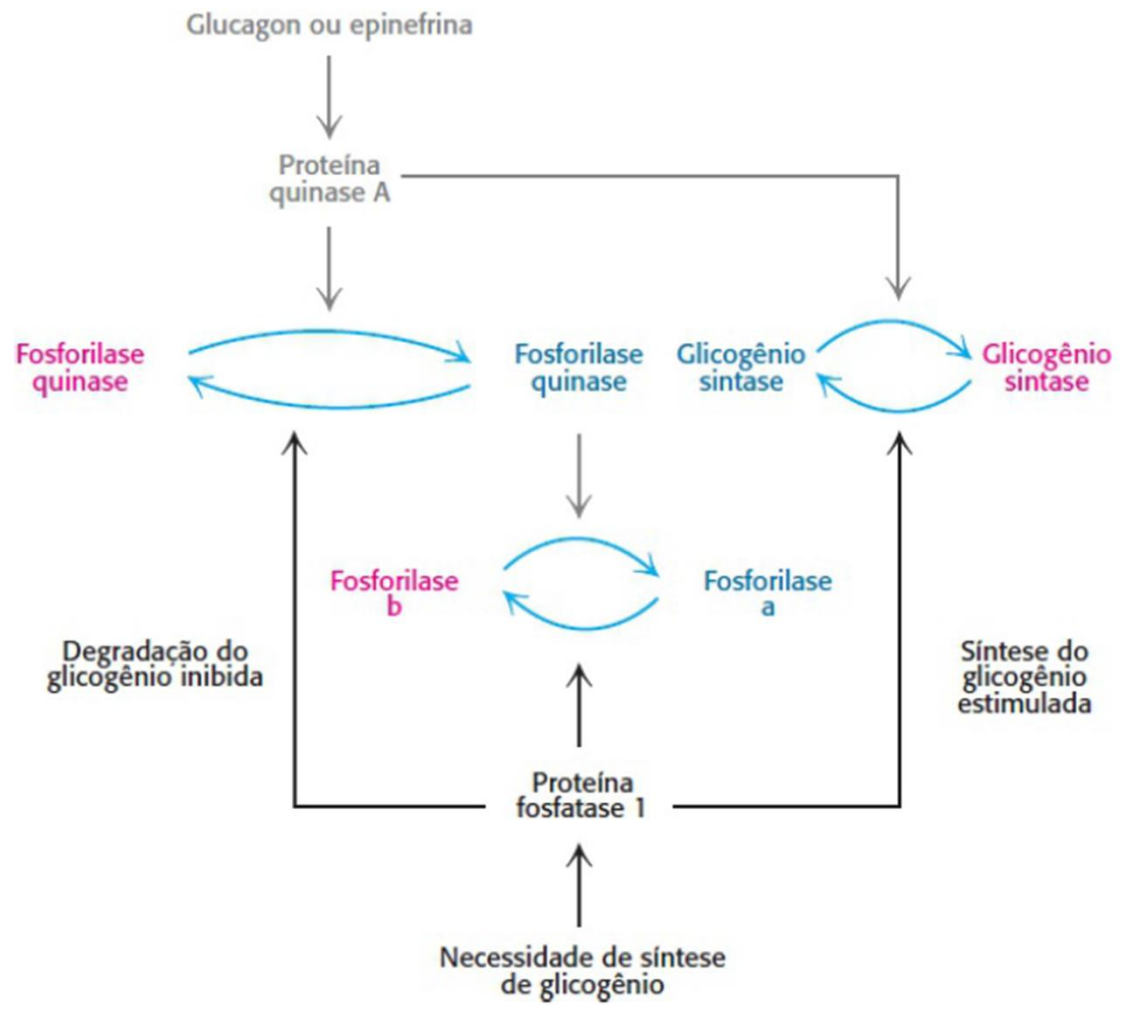 Glucagon ou epinefrina
Proteína
quinase A
Fosforilase
quinase
Fosforilase
quinase
Glicogênio
sintase
Glicogênio
sintase
Fosforilase
b
Fosforilase
a
Degradação do
glicogênio inibida
Síntese do
glicogênio
estimulada
Proteína
fosfatase 1
Necessidade de síntese
de glicogênio